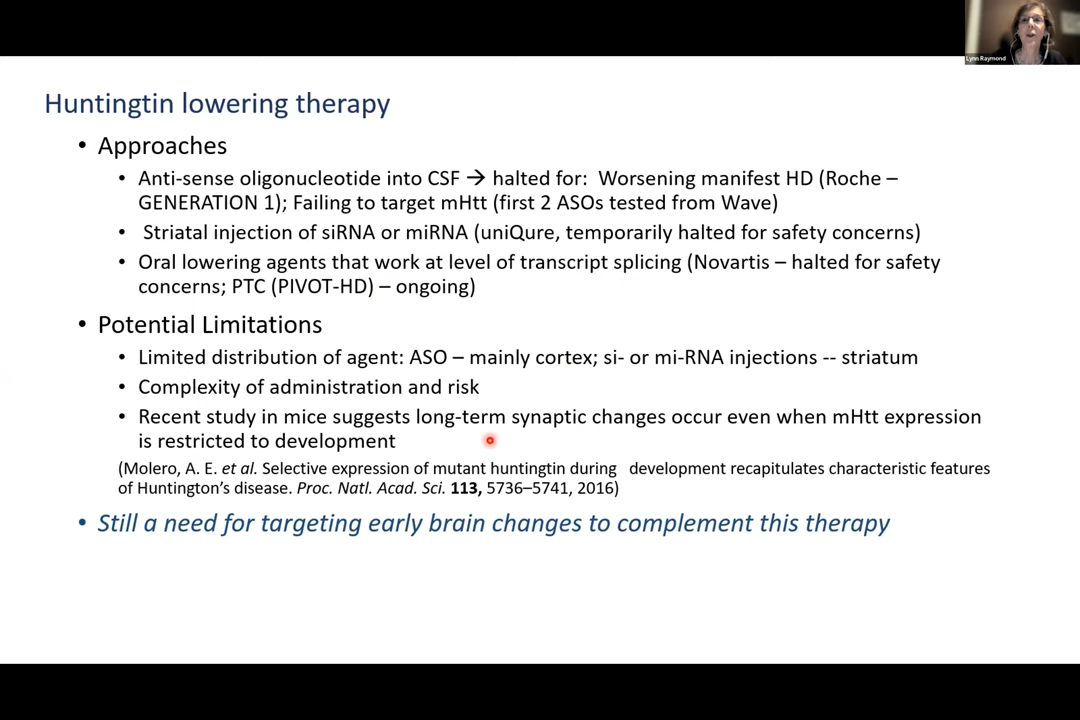 Lynn Raymond
Huntingtin lowering therapy
• Approaches
• Anti-sense oligonucleotide into CSF → halted for:  Worsening manifest HD (Roche –
GENERATION 1); Failing to target mHtt (first 2 ASOs tested from Wave)
• Striatal injection of siRNA or miRNA (uniQure, temporarily halted for safety concerns)
• Oral lowering agents that work at level of transcript splicing (Novartis – halted for safety
concerns; PTC (PIVOT-HD) – ongoing)
• Potential Limitations
• Limited distribution of agent: ASO – mainly cortex; si- or mi-RNA injections -- striatum
• Complexity of administration and risk
• Recent study in mice suggests long-term synaptic changes occur even when mHtt expression
is restricted to development
(Molero, A. E. et al. Selective expression of mutant huntingtin during   development recapitulates characteristic features
of Huntington’s disease. Proc. Natl. Acad. Sci. 113, 5736–5741, 2016)
• Still a need for targeting early brain changes to complement this therapy